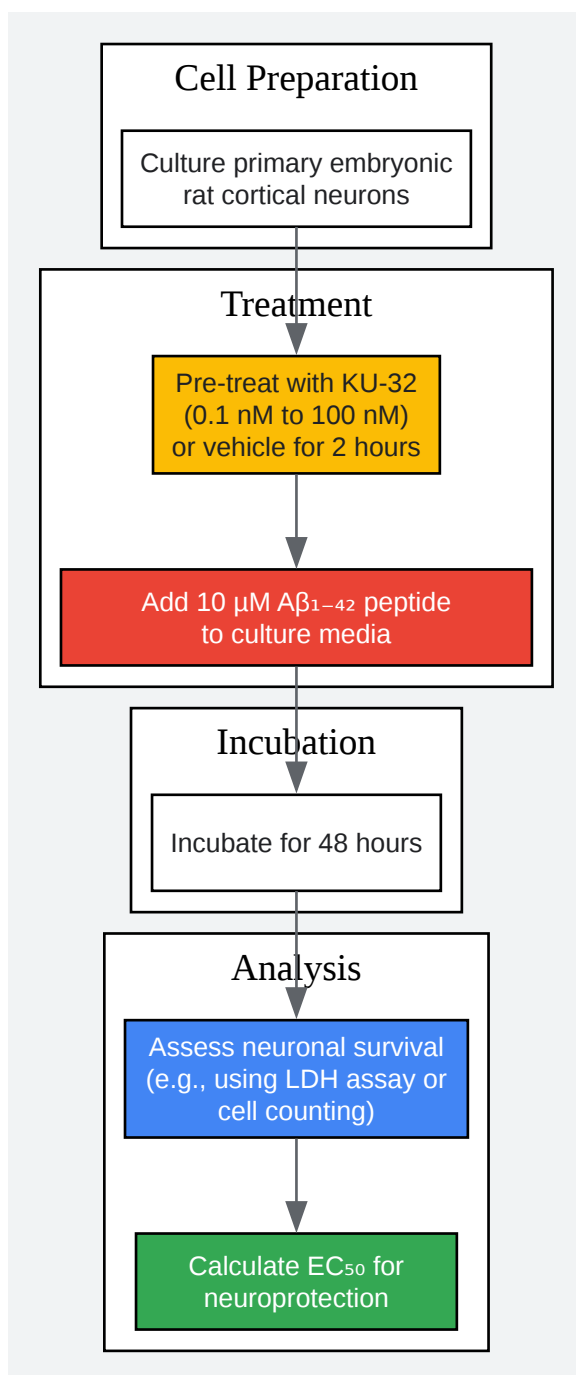 Cell Preparation
Culture primary embryonic
rat cortical neurons
Treatment
Pre-treat with KU-32
(0.1 nM to 100 nM)
or vehicle for 2 hours
Add 10 µM Aβ₁₋₄₂ peptide
to culture media
Incubation
Incubate for 48 hours
Analysis
Assess neuronal survival
(e.g., using LDH assay or
cell counting)
Calculate EC₅₀ for
neuroprotection